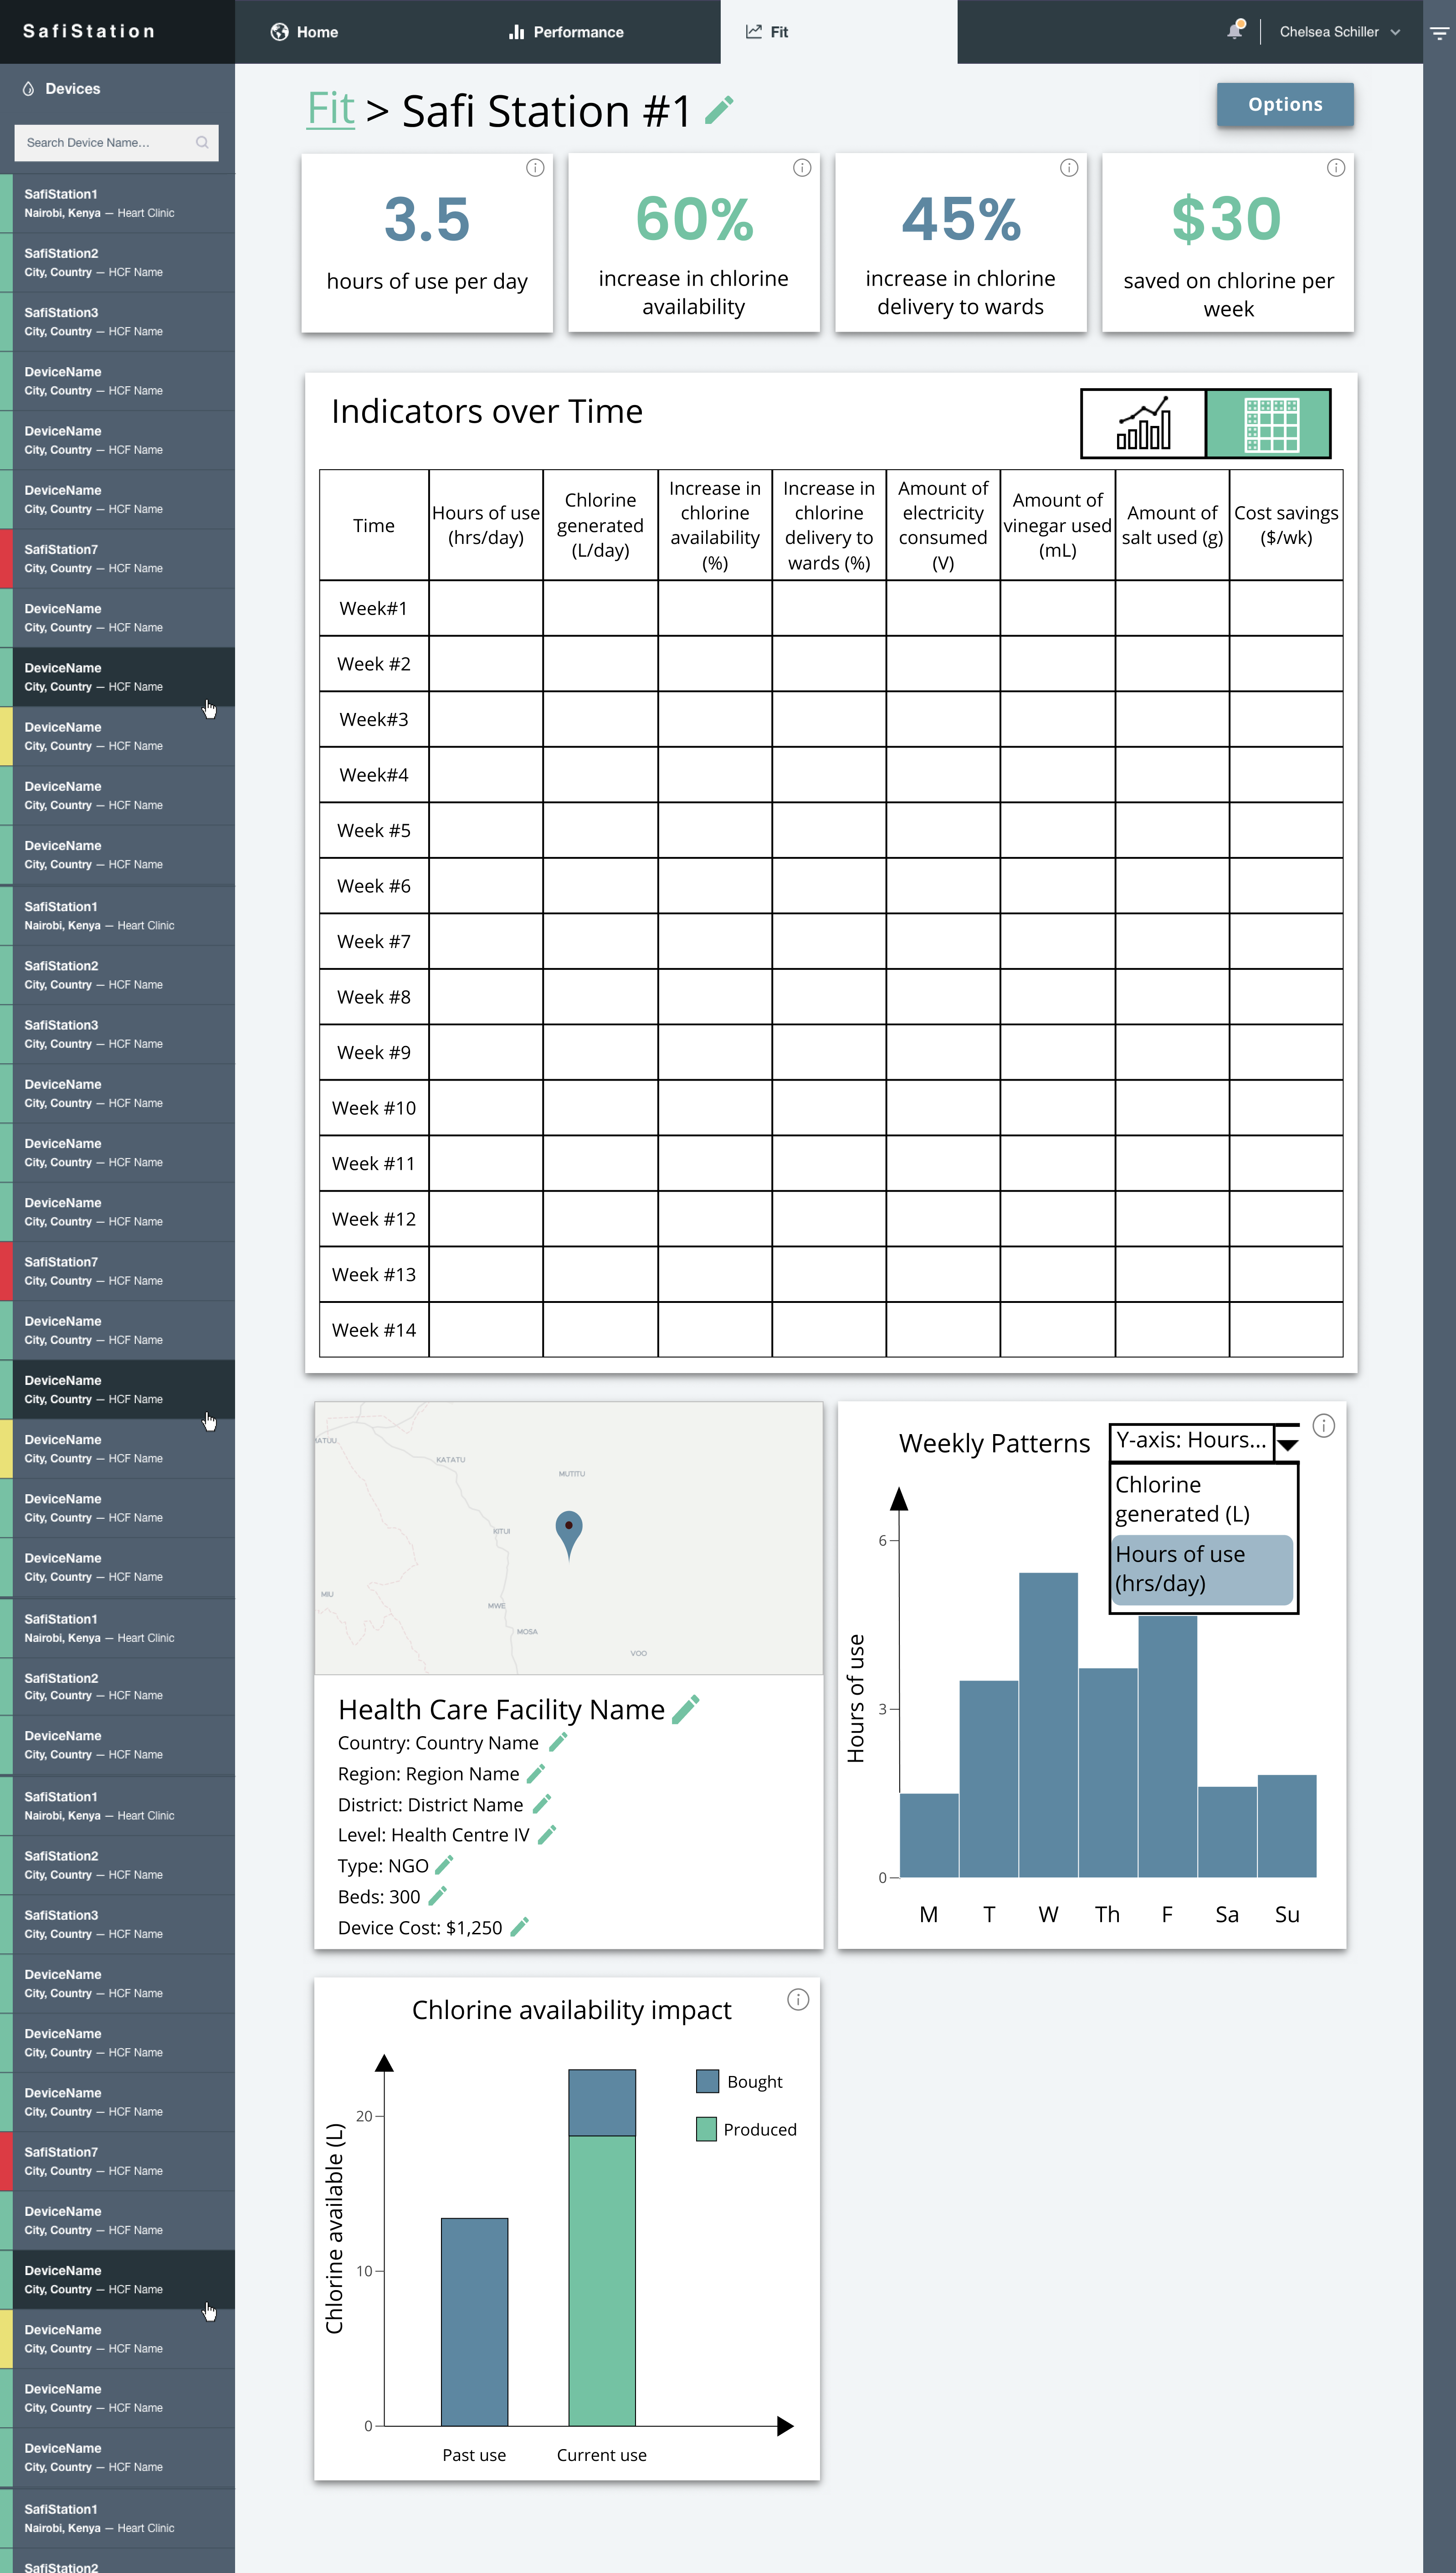 SafiStation
Home
Performance
Fit
Chelsea Schiller
Devices
Search Device Name...
SafiStation1
Nairobi, Kenya — Heart Clinic
SafiStation2
City, Country — HCF Name
SafiStation3
City, Country — HCF Name
DeviceName
City, Country — HCF Name
DeviceName
City, Country — HCF Name
DeviceName
City, Country — HCF Name
SafiStation7
City, Country — HCF Name
DeviceName
City, Country — HCF Name
DeviceName
City, Country — HCF Name
DeviceName
City, Country — HCF Name
DeviceName
City, Country — HCF Name
DeviceName
City, Country — HCF Name
SafiStation1
Nairobi, Kenya — Heart Clinic
SafiStation2
City, Country — HCF Name
SafiStation3
City, Country — HCF Name
DeviceName
City, Country — HCF Name
DeviceName
City, Country — HCF Name
DeviceName
City, Country — HCF Name
SafiStation7
City, Country — HCF Name
DeviceName
City, Country — HCF Name
DeviceName
City, Country — HCF Name
DeviceName
City, Country — HCF Name
DeviceName
City, Country — HCF Name
DeviceName
City, Country — HCF Name
SafiStation1
Nairobi, Kenya — Heart Clinic
SafiStation2
City, Country — HCF Name
DeviceName
City, Country — HCF Name
SafiStation1
Nairobi, Kenya — Heart Clinic
SafiStation2
City, Country — HCF Name
SafiStation3
City, Country — HCF Name
DeviceName
City, Country — HCF Name
DeviceName
City, Country — HCF Name
DeviceName
City, Country — HCF Name
SafiStation7
City, Country — HCF Name
DeviceName
City, Country — HCF Name
DeviceName
City, Country — HCF Name
DeviceName
City, Country — HCF Name
DeviceName
City, Country — HCF Name
DeviceName
City, Country — HCF Name
SafiStation1
Nairobi, Kenya — Heart Clinic
SafiStation2
Fit > Safi Station #1
Options
3.5
hours of use per day
60%
increase in chlorine
availability
45%
increase in chlorine
delivery to wards
$30
saved on chlorine per
week
Indicators over Time
Time
Hours of use
(hrs/day)
Chlorine
generated
(L/day)
Increase in
chlorine
availability
(%)
Increase in
chlorine
delivery to
wards (%)
Amount of
electricity
consumed
(V)
Amount of
vinegar used
(mL)
Amount of
salt used (g)
Cost savings
($/wk)
Week#1
Week #2
Week#3
Week#4
Week #5
Week #6
Week #7
Week #8
Week #9
Week #10
Week #11
Week #12
Week #13
Week #14
MATUU
KATATU
MUTITU
KITUI
MIU
MWE
MOSA
VOO
Health Care Facility Name
Country: Country Name
Region: Region Name
District: District Name
Level: Health Centre IV
Type: NGO
Beds: 300
Device Cost: $1,250
Weekly Patterns
Y-axis: Hours...
Chlorine
generated (L)
Hours of use
(hrs/day)
Hours of use
6
3
0
M T W Th F Sa Su
Chlorine availability impact
Bought
Produced
Chlorine available (L)
20
10
0
Past use
Current use